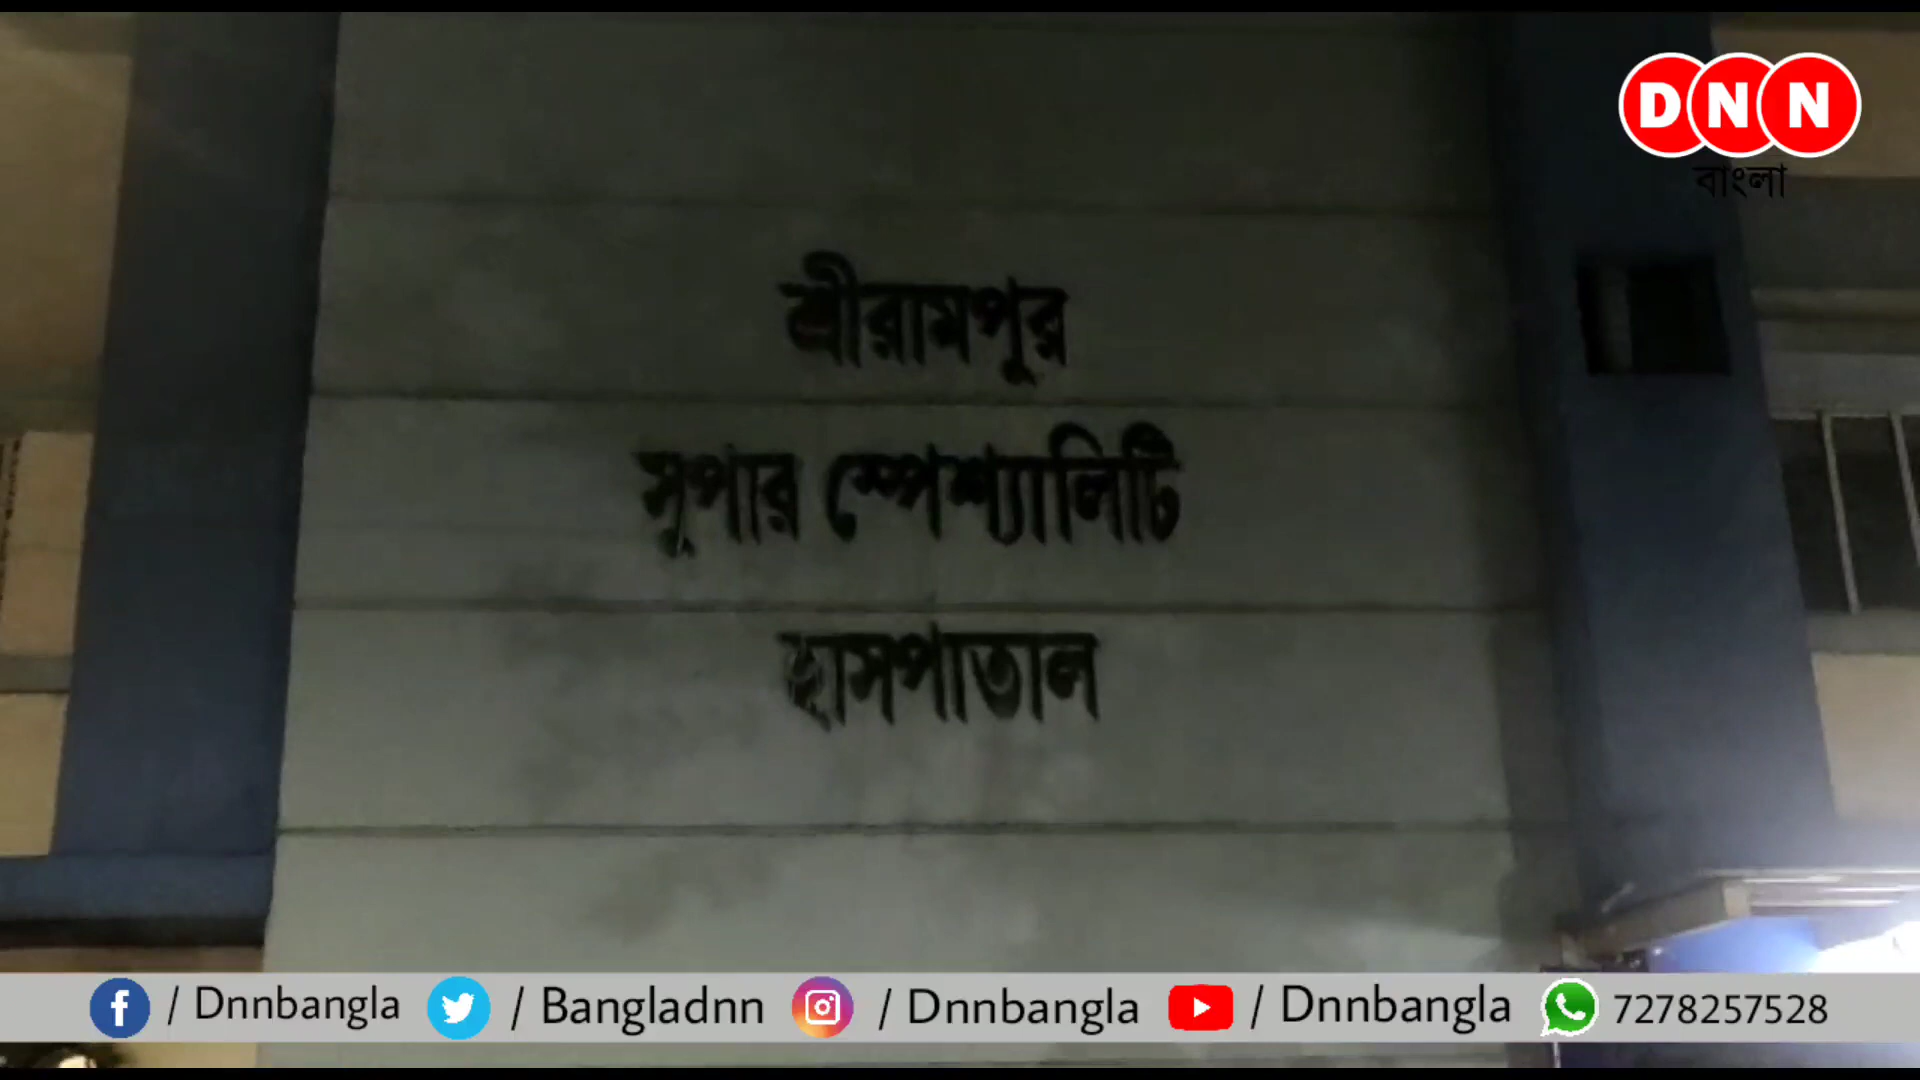 DNN
বাংলা
শ্রীরামপুর
সুপার স্পেশ্যালিটি
হাসপাতাল
/ Dnnbangla / Bangladnn / Dnnbangla / Dnnbangla 7278257528